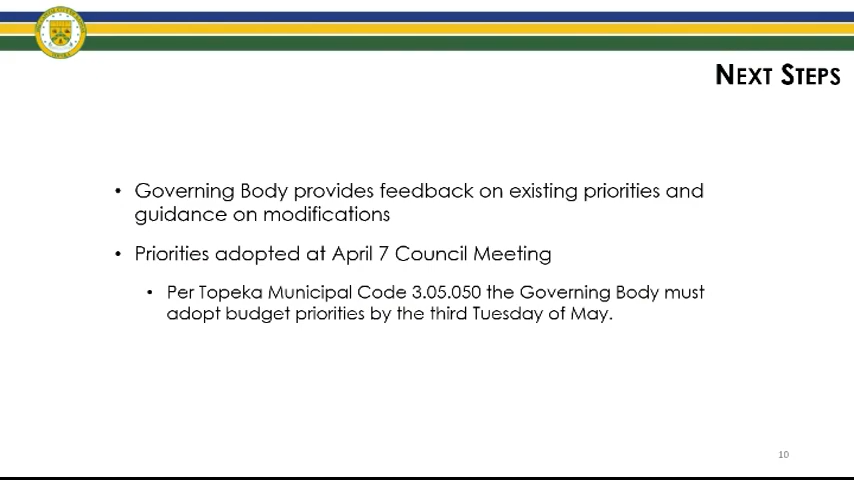 NEXT STEPS
• Governing Body provides feedback on existing priorities and
guidance on modifications
• Priorities adopted at April 7 Council Meeting
• Per Topeka Municipal Code 3.05.050 the Governing Body must
adopt budget priorities by the third Tuesday of May.
10